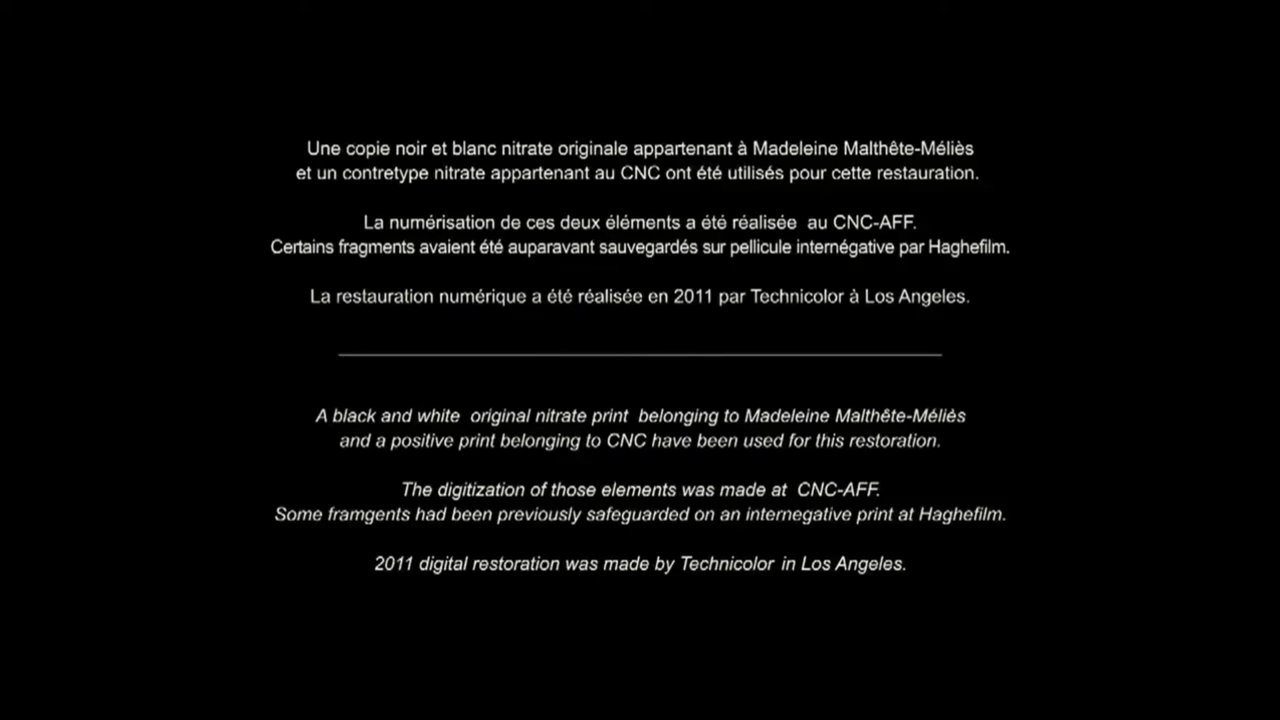 Une copie noir et blanc nitrate originale appartenant à Madeleine Malthête-Méliès
et un contretype nitrate appartenant au CNC ont été utilisés pour cette restauration.
La numérisation de ces deux éléments a été réalisée au CNC-AFF.
Certains fragments avaient été auparavant sauvegardés sur pellicule internégative par Haghefilm.
La restauration numérique a été réalisée en 2011 par Technicolor à Los Angeles.
A black and white original nitrate print belonging to Madeleine Malthête-Méliès
and a positive print belonging to CNC have been used for this restoration.
The digitization of those elements was made at CNC-AFF.
Some framgents had been previously safeguarded on an internegative print at Haghefilm.
2011 digital restoration was made by Technicolor in Los Angeles.